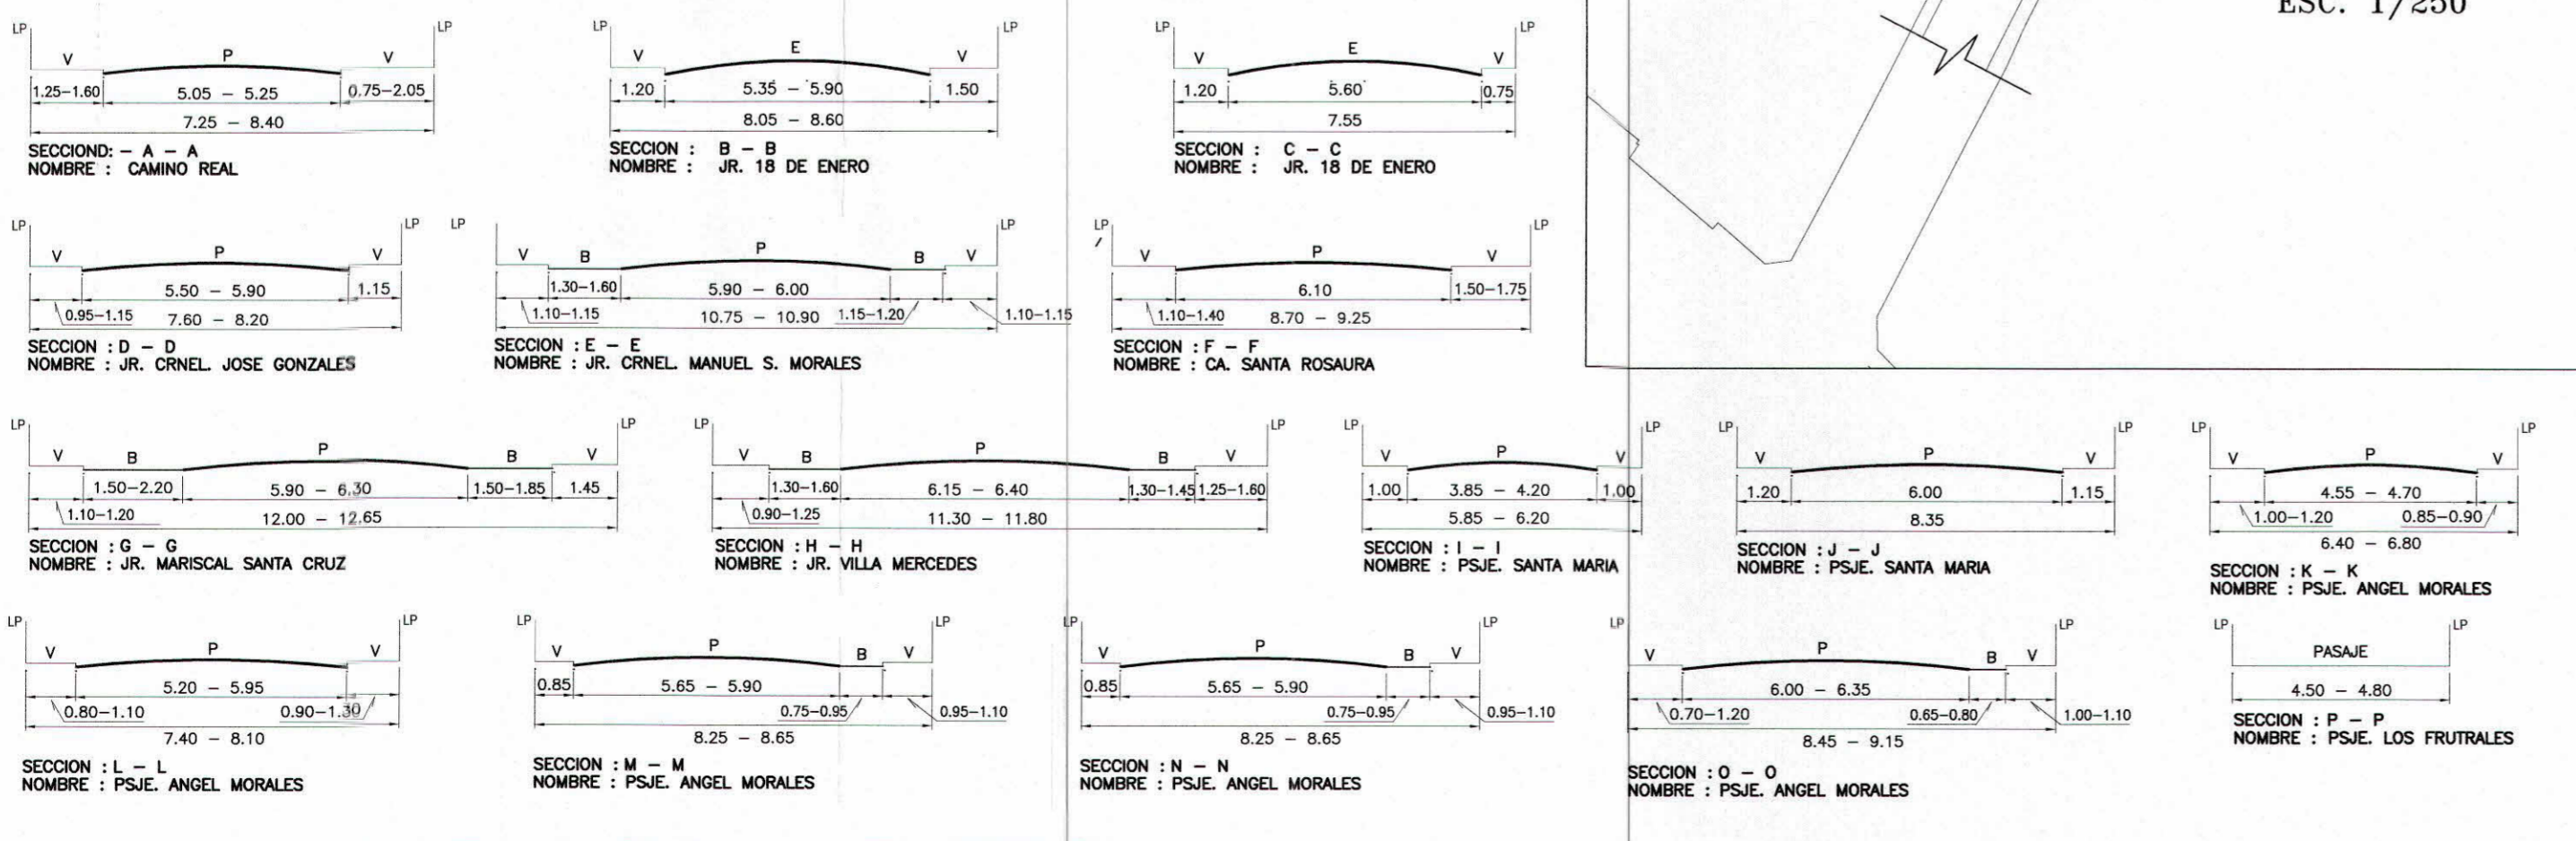 ESC. 1/250
LP LP
V P V
1.25-1.60 5.05 - 5.25 0.75-2.05
7.25 - 8.40
SECCIOND: - A - A
NOMBRE : CAMINO REAL
LP LP
V E V
1.20 5.35 - 5.90 1.50
8.05 - 8.60
SECCION : B - B
NOMBRE : JR. 18 DE ENERO
LP LP
V E V
1.20 5.60 0.75
7.55
SECCION : C - C
NOMBRE : JR. 18 DE ENERO
LP LP
V P V
5.50 - 5.90 1.15
0.95-1.15 7.60 - 8.20
SECCION : D - D
NOMBRE : JR. CRNEL. JOSE GONZALES
LP LP
V B P B V
1.30-1.60 5.90 - 6.00
1.10-1.15 10.75 - 10.90 1.15-1.20 1.10-1.15
SECCION : E - E
NOMBRE : JR. CRNEL. MANUEL S. MORALES
LP LP
V P V
6.10 1.50-1.75
1.10-1.40 8.70 - 9.25
SECCION : F - F
NOMBRE : CA. SANTA ROSAURA
LP LP
V B P B V
1.50-2.20 5.90 - 6.30 1.50-1.85 1.45
1.10-1.20 12.00 - 12.65
SECCION : G - G
NOMBRE : JR. MARISCAL SANTA CRUZ
LP LP
V B P B V
1.30-1.60 6.15 - 6.40 1.30-1.45 1.25-1.60
0.90-1.25 11.30 - 11.80
SECCION : H - H
NOMBRE : JR. VILLA MERCEDES
LP LP
V P V
1.00 3.85 - 4.20 1.00
5.85 - 6.20
SECCION : I - I
NOMBRE : PSJE. SANTA MARIA
LP LP
V P V
1.20 6.00 1.15
8.35
SECCION : J - J
NOMBRE : PSJE. SANTA MARIA
LP LP
V P V
4.55 - 4.70
1.00-1.20 0.85-0.90
6.40 - 6.80
SECCION : K - K
NOMBRE : PSJE. ANGEL MORALES
LP LP
V P V
5.20 - 5.95
0.80-1.10 0.90-1.30
7.40 - 8.10
SECCION : L - L
NOMBRE : PSJE. ANGEL MORALES
LP LP
V P B V
0.85 5.65 - 5.90
0.75-0.95 0.95-1.10
8.25 - 8.65
SECCION : M - M
NOMBRE : PSJE. ANGEL MORALES
LP LP
V P B V
0.85 5.65 - 5.90
0.75-0.95 0.95-1.10
8.25 - 8.65
SECCION : N - N
NOMBRE : PSJE. ANGEL MORALES
LP LP
V P B V
6.00 - 6.35
0.70-1.20 0.65-0.80 1.00-1.10
8.45 - 9.15
SECCION : O - O
NOMBRE : PSJE. ANGEL MORALES
LP LP
PASAJE
4.50 - 4.80
SECCION : P - P
NOMBRE : PSJE. LOS FRUTRALES